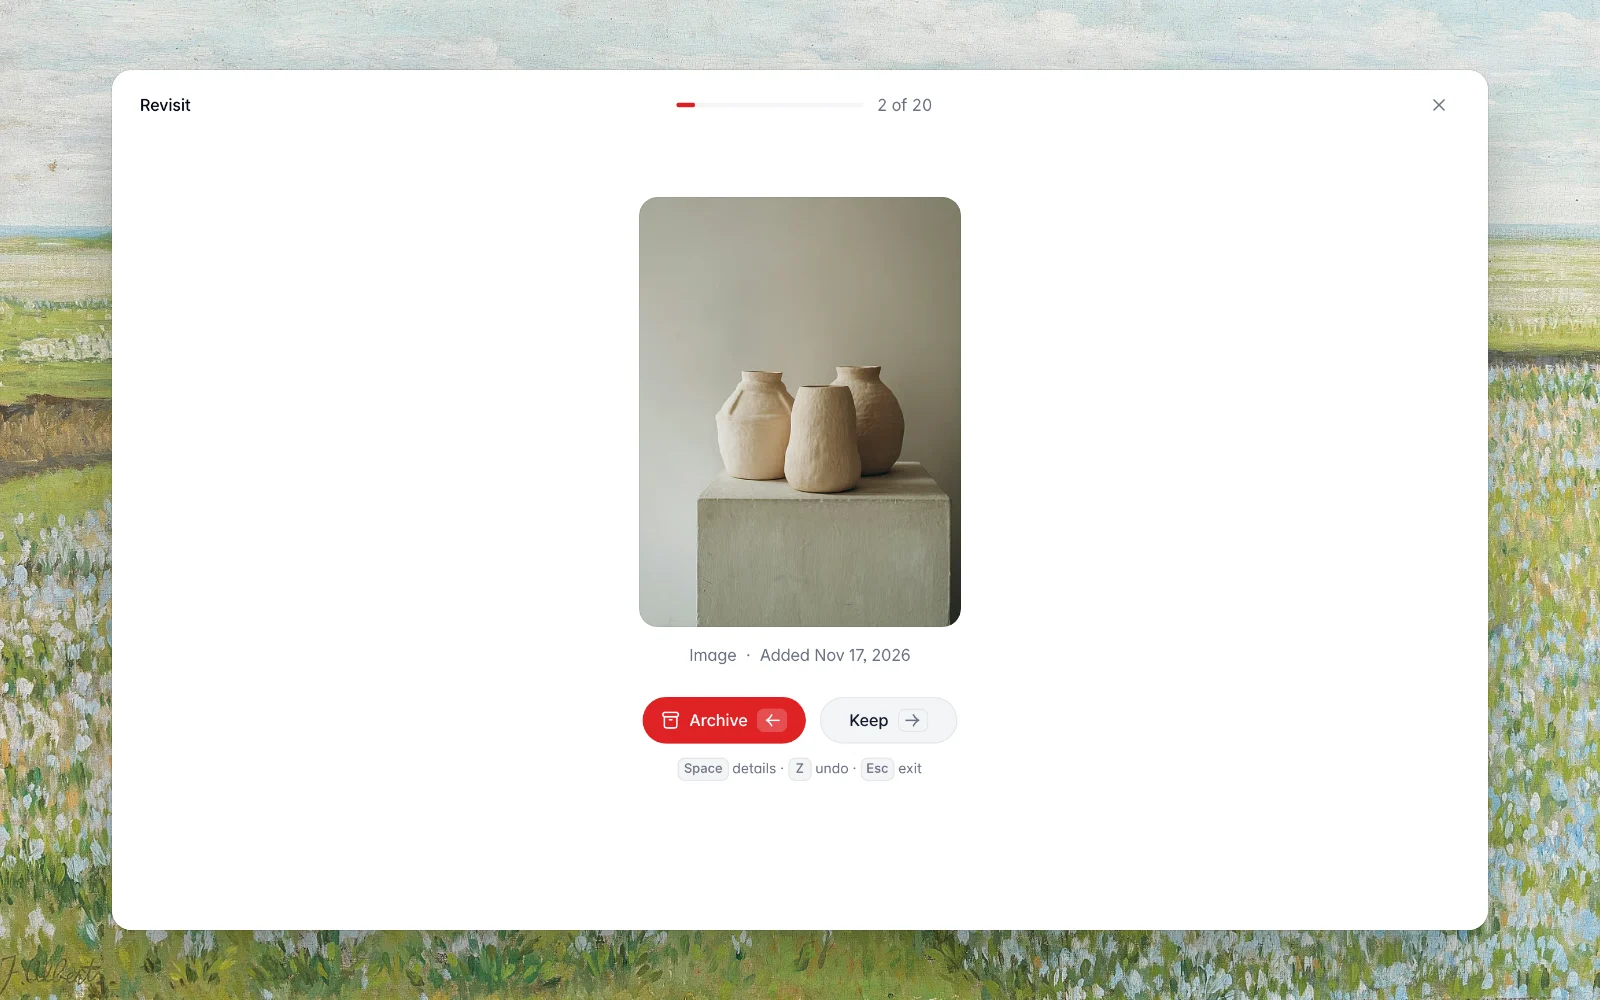 Revisit
2 of 20
Image · Added Nov 17, 2026
Archive
Keep
Space details · Z undo · Esc exit